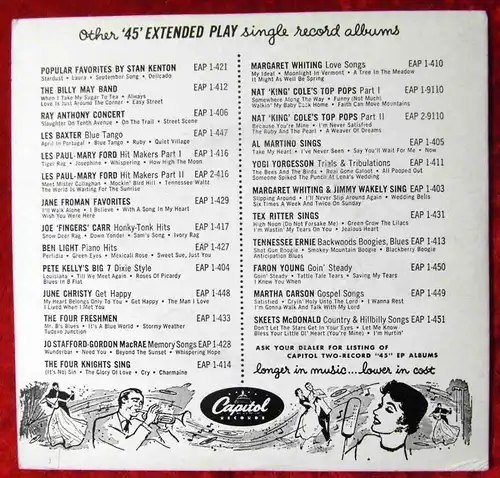 Other '45' EXTENDED PLAY single record albums
POPULAR FAVORITES BY STAN KENTON EAP 1-421
Stardust • Laura • September Song • Delicado
THE BILLY MAY BAND EAP 1-412
When I Take My Sugar To Tea • Always
Love Is Just Around The Corner • Easy Street
RAY ANTHONY CONCERT EAP 1-406
Slaughter On Tenth Avenue • On The Trail • Street Scene
LES BAXTER Blue Tango EAP 1-447
April in Portugal • Blue Tango • Ruby • Quiet Village
LES PAUL-MARY FORD Hit Makers Part I EAP 1-416
Tiger Rag • Josephine • Whispering • How High The Moon
LES PAUL-MARY FORD Hit Makers Part II EAP 2-416
Meet Mister Callaghan • Mockin' Bird Hill • Tennessee Waltz
The World Is Waiting For The Sunrise
JANE FROMAN FAVORITES EAP 1-429
I'll Walk Alone • I Believe • With A Song In My Heart
Wish You Were Here
JOE 'FINGERS' CARR Honky-Tonk Hits EAP 1-417
Snow Deer Rag • Down Yonder • Sam's Song • Ivory Rag
BEN LIGHT Piano Hits EAP 1-427
Perfidia • Green Eyes • Mexicali Rose • Sweet Sue, Just You
PETE KELLY'S BIG 7 Dixie Style EAP 1-404
Louisiana • Till We Meet Again • Roses Of Picardy
Blues In B Flat
JUNE CHRISTY Get Happy EAP 1-448
My Heart Belongs Only To You • Get Happy • The Man I Love
I Lived When I Met You
THE FOUR FRESHMEN EAP 1-433
Mr. B's Blues • It's A Blue World • Stormy Weather
Tuxedo Junction
JO STAFFORD-GORDON MacRAE Memory Songs EAP 1-428
Wunderbar • Need You • Beyond The Sunset • Whispering Hope
THE FOUR KNIGHTS SING EAP 1-414
(It's No) Sin • The Glory Of Love • Cry • Charmaine
MARGARET WHITING Love Songs EAP 1-410
My Ideal • Moonlight in Vermont • A Tree In The Meadow
It Might As Well Be Spring
NAT 'KING' COLE'S TOP POPS Part I EAP 1-9110
Somewhere Along The Way • Funny (Not Much)
Walkin' My Baby Back Home • Faith Can Move Mountains
NAT 'KING' COLE'S TOP POPS Part II EAP 2-9110
Because You're Mine • I'm Never Satisfied
The Ruby And The Pearl • A Weaver Of Dreams
AL MARTINO SINGS EAP 1-405
Take My Heart • I've Never Seen • Say You'll Wait For Me • Now
YOGI YORGESSON Trials & Tribulations EAP 1-411
The Bees And The Birds • Real Gone Galoot • All Pooped Out
Someone Spiked the Punch At Lena's Wedding
MARGARET WHITING & JIMMY WAKELY SING EAP 1-403
Slipping Around • I'll Never Slip Around Again • Wedding Bells
Six Times A Week And Twice On Sunday
TEX RITTER SINGS EAP 1-431
High Noon (Do Not Forsake Me) • Green Grow The Lilacs
I'm Wastin' My Tears On You • Jealous Heart
TENNESSEE ERNIE Backwoods Boogies, Blues EAP 1-413
Shot Gun Boogie • Smokey Mountain Boogie • Blackberry Boogie
Anticipation Blues
FARON YOUNG Goin' Steady EAP 1-450
Goin' Steady • Tattle Tale Tears • Saving My Tears
I Knew When
MARTHA CARSON Gospel Songs EAP 1-449
Satisfied • Cryin' Holy Unto The Lord • I Wanna Rest
I'm Gonna Walk And Talk With My Lord
SKEETS McDONALD Country & Hillbilly Songs EAP 1-451
Don't Let The Stars Get In Your Eyes • Let Me Know
Bless Your Little Ol' Heart (You're Mine) • I'm Hurtin'
ASK YOUR DEALER FOR LISTING OF
CAPITOL TWO-RECORD "45" EP ALBUMS
longer in music...lower in cost
Capitol
RECORDS